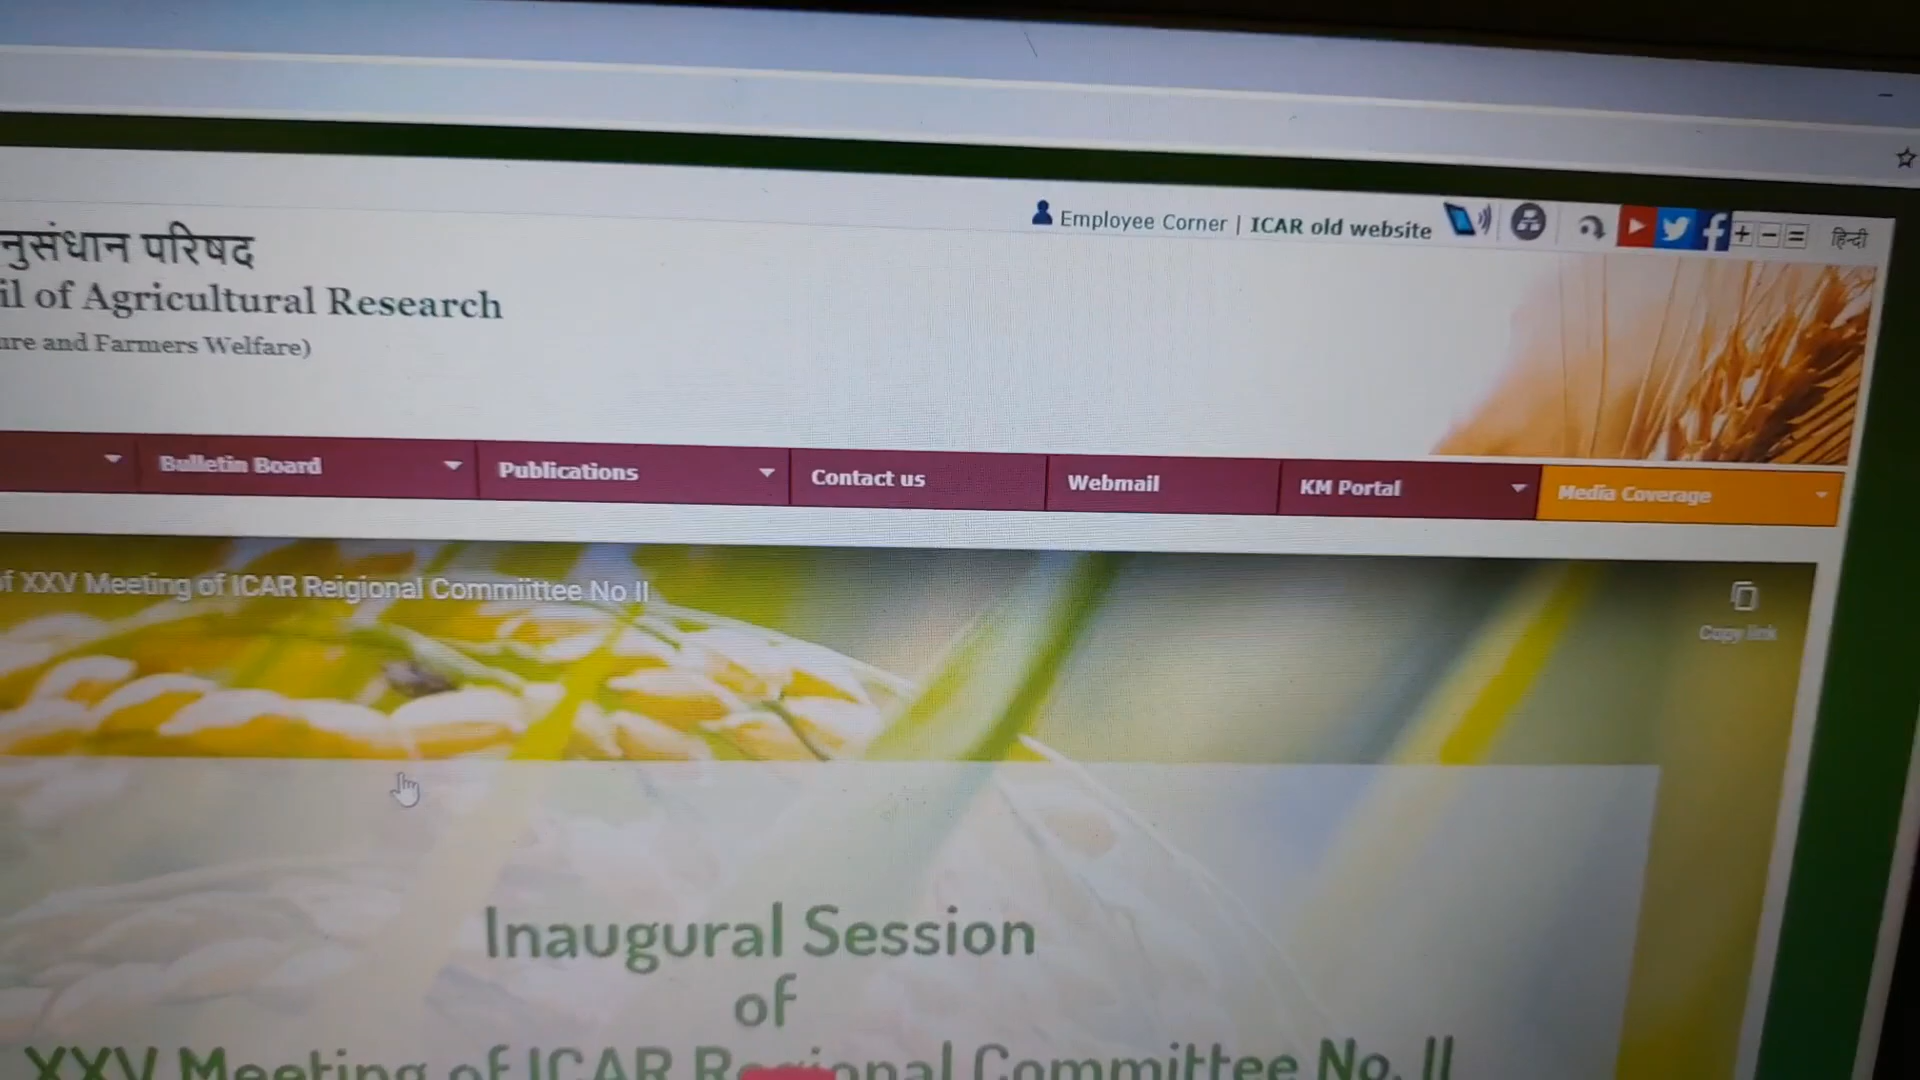 Employee Corner | ICAR old website
+ - = हिन्दी
नुसंधान परिषद
il of Agricultural Research
ure and Farmers Welfare)
Bulletin Board
Publications
Contact us
Webmail
KM Portal
Media Coverage
of XXV Meeting of ICAR Reigional Commiittee No II
Copy link
Inaugural Session
of
XXV Meeting of ICAR Regional Committee No. II